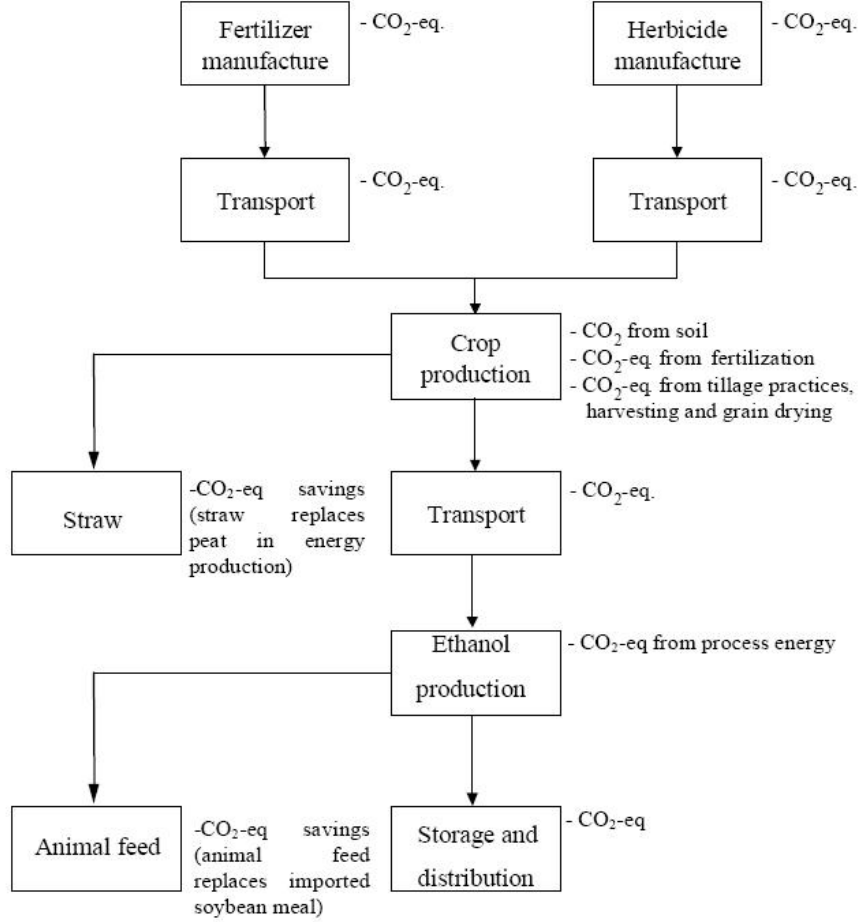 Fertilizer
manufacture
- CO₂-eq.
Herbicide
manufacture
- CO₂-eq.
Transport
- CO₂-eq.
Transport
- CO₂-eq.
Crop
production
- CO₂ from soil
- CO₂-eq. from fertilization
- CO₂-eq. from tillage practices,
harvesting and grain drying
Straw
-CO₂-eq savings
(straw replaces
peat in energy
production)
Transport
- CO₂-eq.
Ethanol
production
- CO₂-eq from process energy
Animal feed
-CO₂-eq savings
(animal feed
replaces imported
soybean meal)
Storage and
distribution
- CO₂-eq